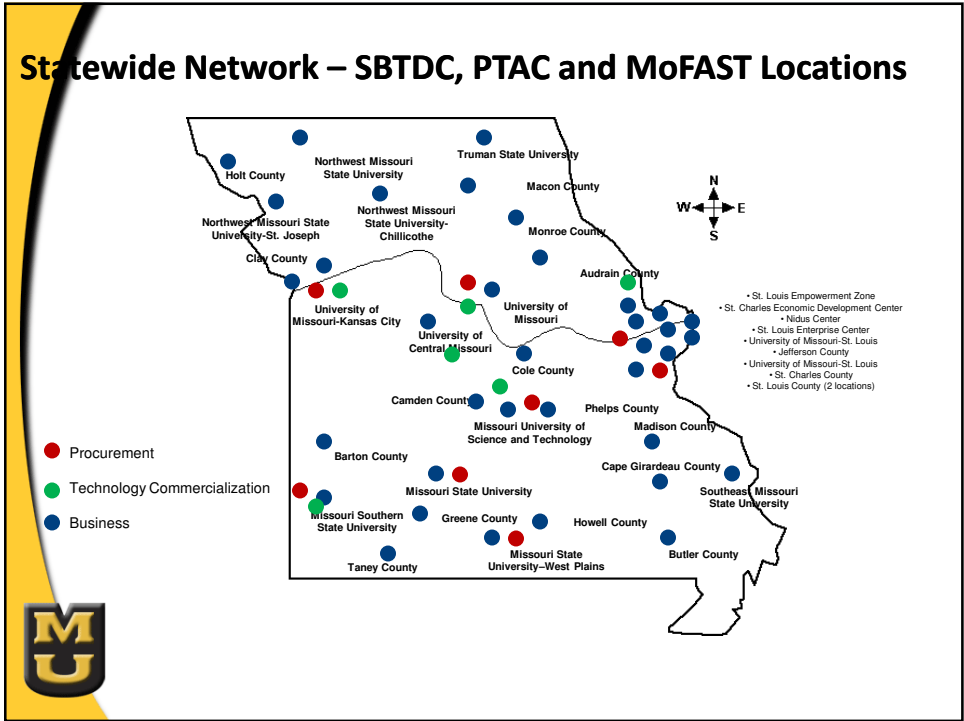 Statewide Network – SBTDC, PTAC and MoFAST Locations
Truman State University
Northwest Missouri
State University
Holt County
Macon County
N
W
E
S
Northwest Missouri
State University-
Chillicothe
Northwest Missouri State
University-St. Joseph
Monroe County
Clay County
Audrain County
• St. Louis Empowerment Zone
• St. Charles Economic Development Center
• Nidus Center
• St. Louis Enterprise Center
• University of Missouri-St. Louis
• Jefferson County
• University of Missouri-St. Louis
• St. Charles County
• St. Louis County (2 locations)
University of
Missouri-Kansas City
University of
Missouri
University of
Central Missouri
Cole County
Camden County
Phelps County
Missouri University of
Science and Technology
Madison County
Barton County
Cape Girardeau County
Missouri State University
Southeast Missouri
State University
Missouri Southern
State University
Greene County
Howell County
Missouri State
University–West Plains
Butler County
Taney County
Procurement
Technology Commercialization
Business
M
U